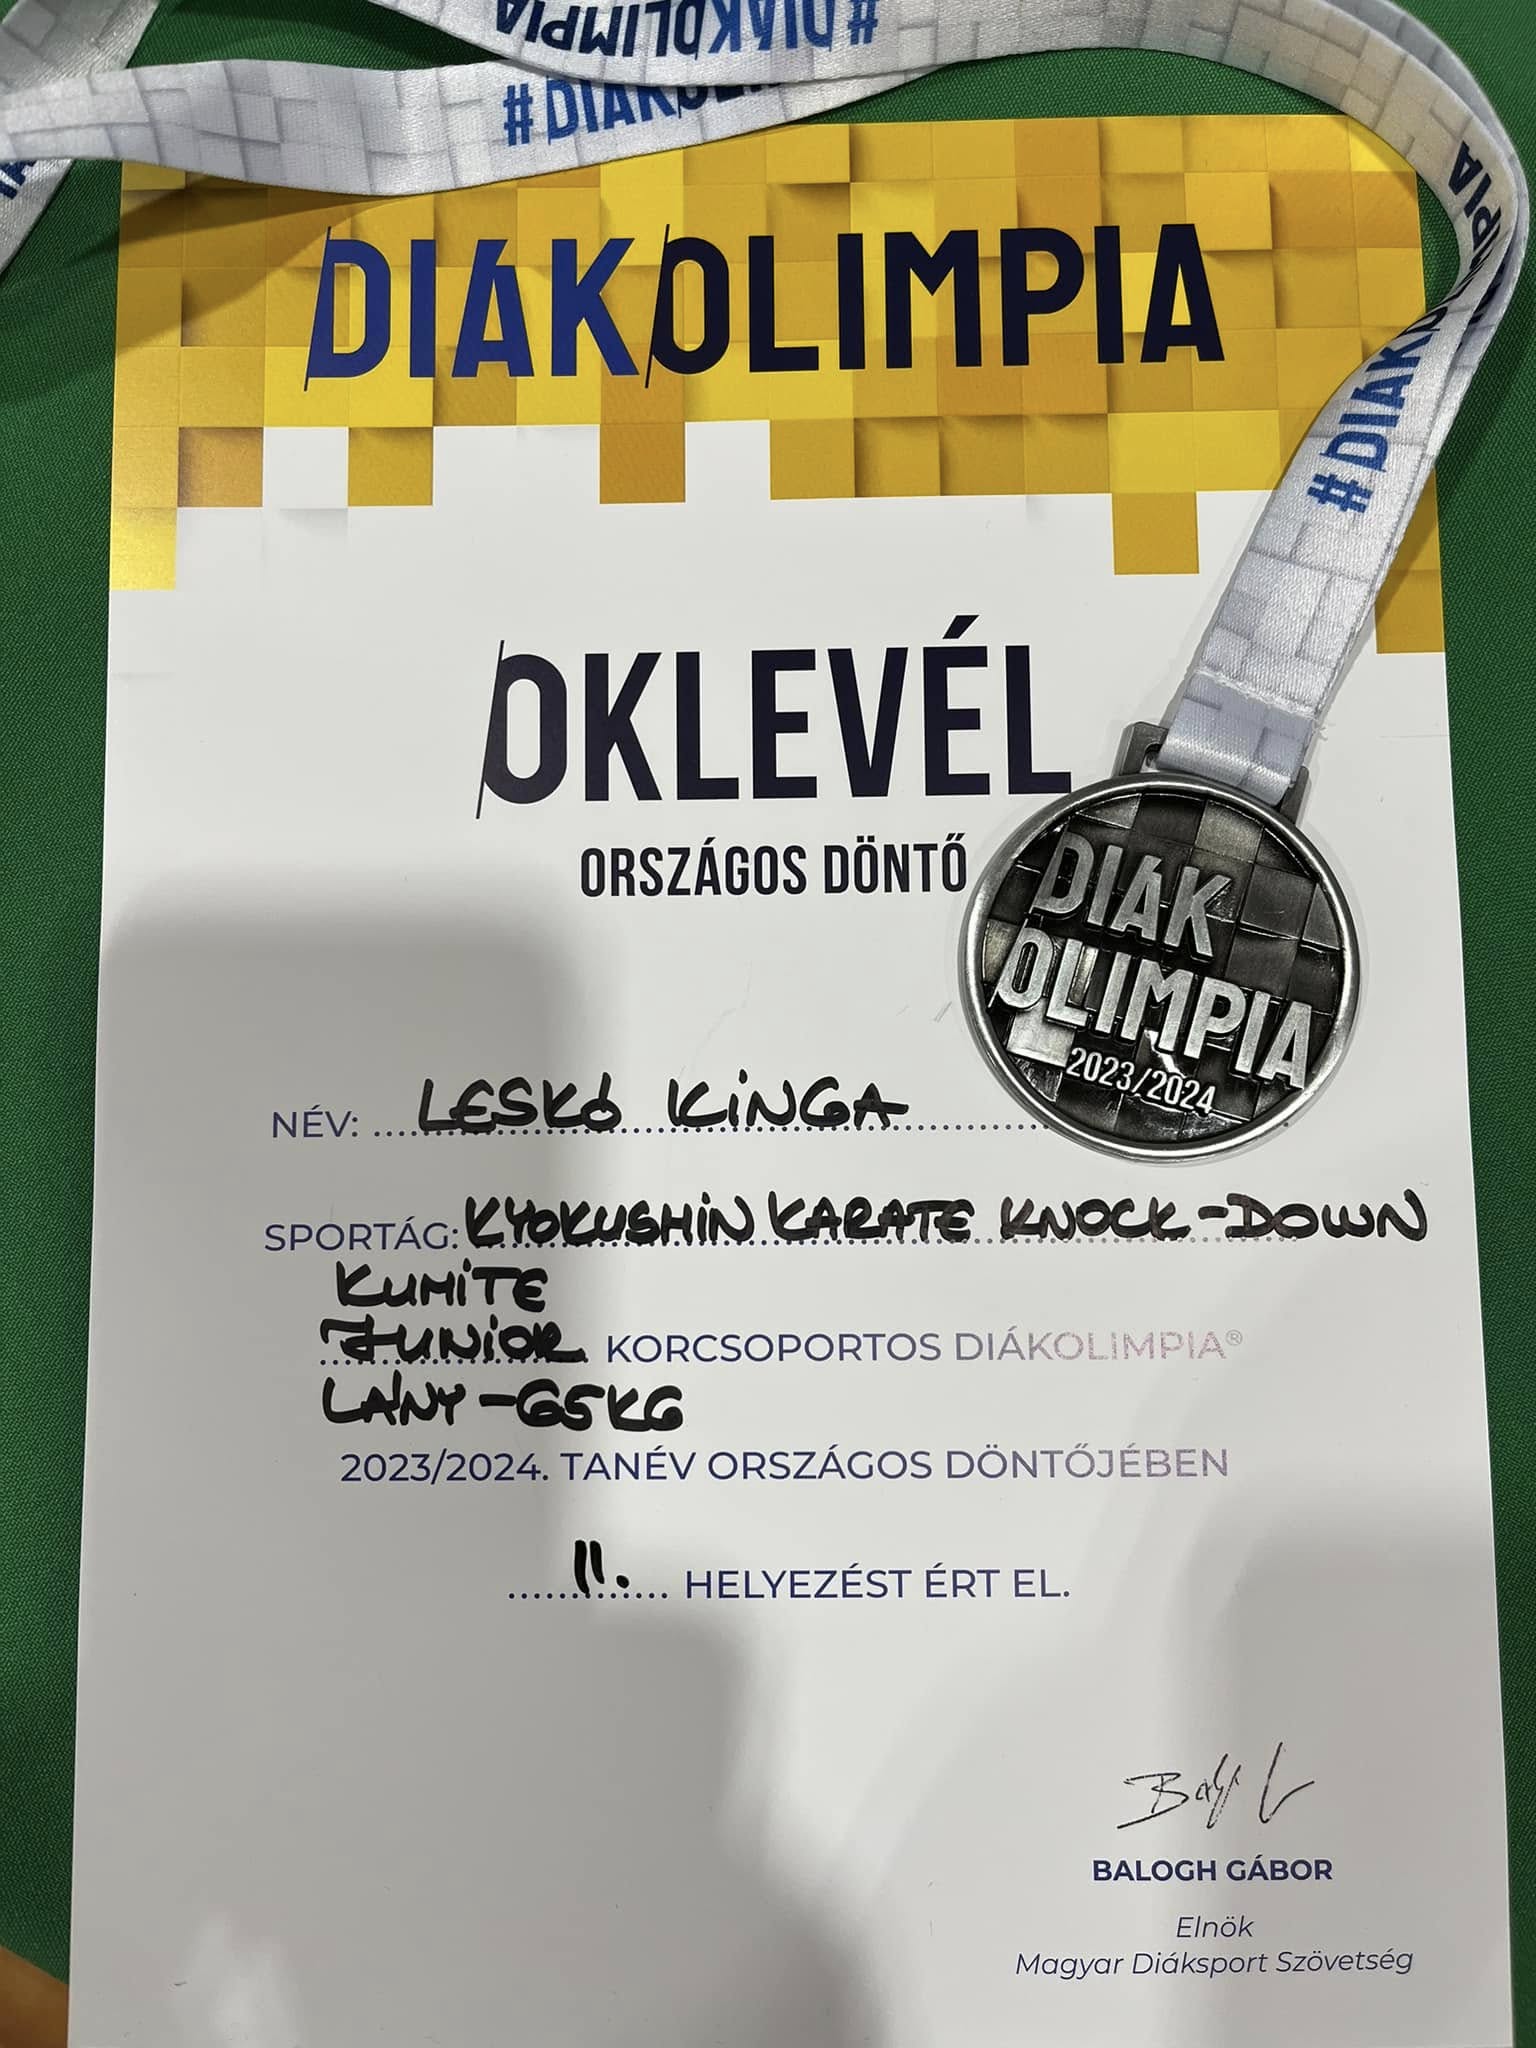 #DIÁKOLIMPIA
#DIÁKOL
#DIÁKOLIMPIA
DIÁKOLIMPIA
OKLEVÉL
ORSZÁGOS DÖNTŐ
DIÁK
OLIMPIA
2023/2024
NÉV: LESKÓ KINGA
SPORTÁG: KYOKUSHIN KARATE KNOCK-DOWN
KUMITE
JUNIOR KORCSOPORTOS DIÁKOLIMPIA®
LÁNY -65KG
2023/2024. TANÉV ORSZÁGOS DÖNTŐJÉBEN
II. HELYEZÉST ÉRT EL.
BALOGH GÁBOR
Elnök
Magyar Diáksport Szövetség